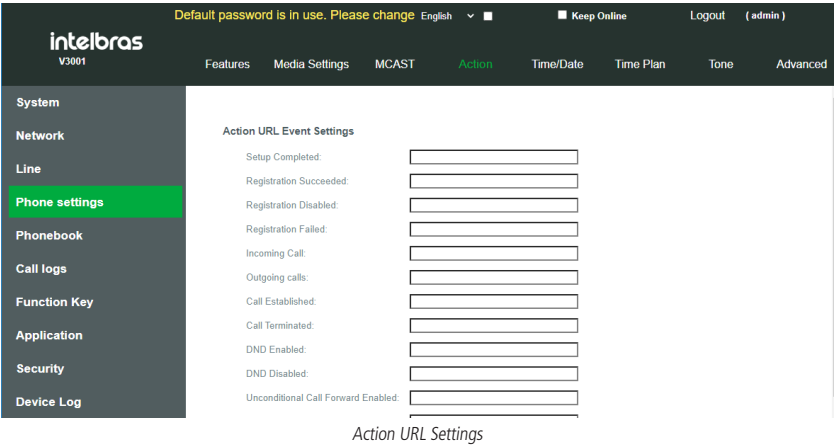 Default password is in use. Please change English Keep Online Logout ( admin )
intelbras
V3001
Features Media Settings MCAST Action Time/Date Time Plan Tone Advanced
System
Network
Line
Phone settings
Phonebook
Call logs
Function Key
Application
Security
Device Log
Action URL Event Settings
Setup Completed:
Registration Succeeded:
Registration Disabled:
Registration Failed:
Incoming Call:
Outgoing calls:
Call Established:
Call Terminated:
DND Enabled:
DND Disabled:
Unconditional Call Forward Enabled:
Action URL Settings